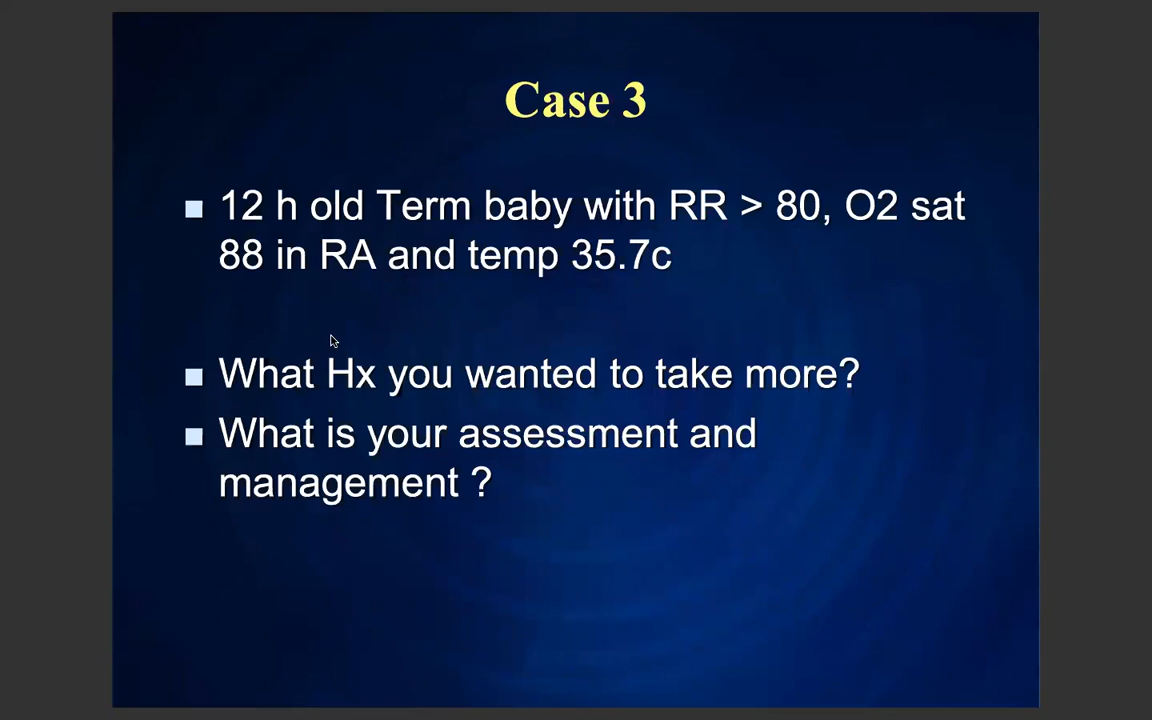 Case 3
12 h old Term baby with RR > 80, O2 sat
88 in RA and temp 35.7c
What Hx you wanted to take more?
What is your assessment and
management ?